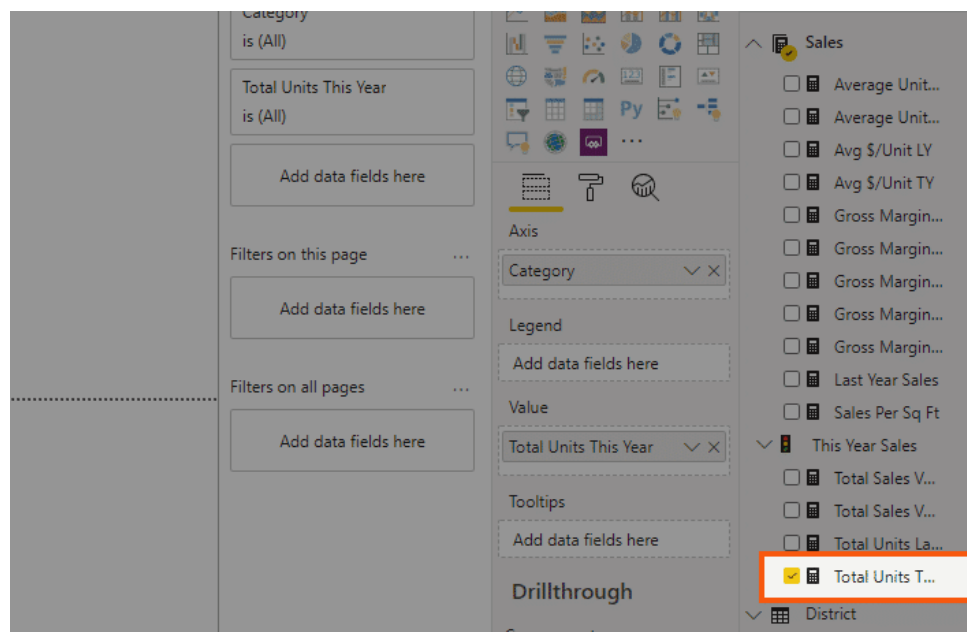 Category
is (All)
Total Units This Year
is (All)
Add data fields here
Filters on this page ...
Add data fields here
Filters on all pages ...
Add data fields here
123
Py
...
Axis
Category
Legend
Add data fields here
Value
Total Units This Year
Tooltips
Add data fields here
Drillthrough
Sales
Average Unit...
Average Unit...
Avg $/Unit LY
Avg $/Unit TY
Gross Margin...
Gross Margin...
Gross Margin...
Gross Margin...
Gross Margin...
Last Year Sales
Sales Per Sq Ft
This Year Sales
Total Sales V...
Total Sales V...
Total Units La...
Total Units T...
District